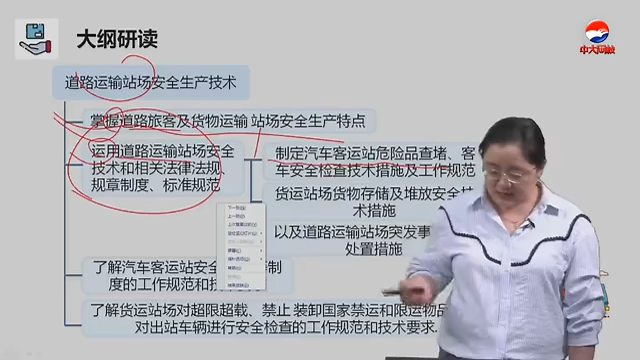 大纲研读
中大网校
道路运输站场安全生产技术
掌握道路旅客及货物运输 站场安全生产特点
运用道路运输站场安全
技术和相关法律法规、
规章制度、标准规范
制定汽车客运站危险品查堵、客
车安全检查技术措施及工作规范
货运站场货物存储及堆放安全技
术措施
以及道路运输站场突发事
处置措施
了解汽车客运站安全
制
度的工作规范和技
了解货运站场对超限超载、禁止 装卸国家禁运和限运物品
对出站车辆进行安全检查的工作规范和技术要求.